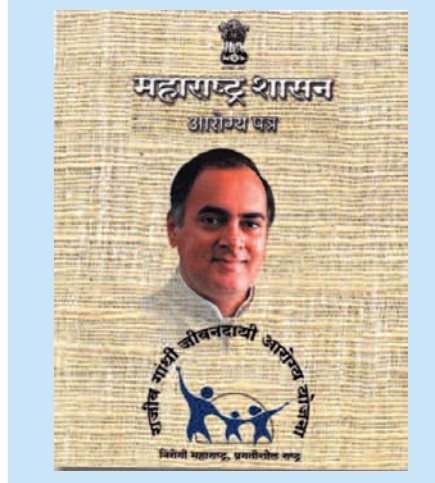 महाराष्ट्र शासन
आरोग्य पत्र
राजीव गांधी जीवनदायी आरोग्य योजना
निरोगी महाराष्ट्र, प्रगतीशील राष्ट्र